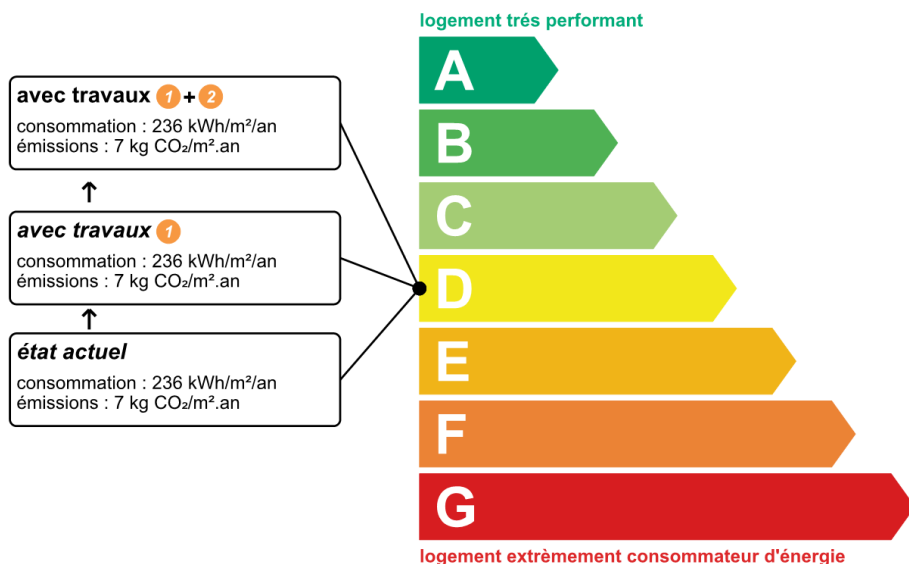 logement trés performant
avec travaux 1 + 2
consommation : 236 kWh/m²/an
émissions : 7 kg CO₂/m².an
↑
avec travaux 1
consommation : 236 kWh/m²/an
émissions : 7 kg CO₂/m².an
↑
état actuel
consommation : 236 kWh/m²/an
émissions : 7 kg CO₂/m².an
A
B
C
D
E
F
G
logement extrèmement consommateur d'énergie